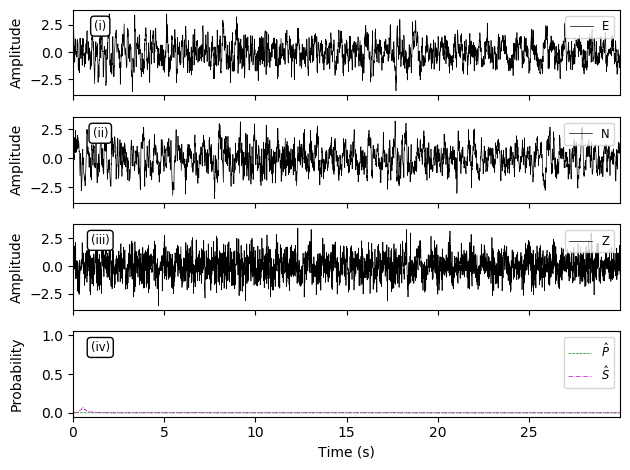 (i)
E
Amplitude
2.5
0.0
−2.5
(ii)
N
Amplitude
2.5
0.0
−2.5
(iii)
Z
Amplitude
2.5
0.0
−2.5
(iv)
P̂
Ŝ
Probability
1.0
0.5
0.0
0 5 10 15 20 25
Time (s)